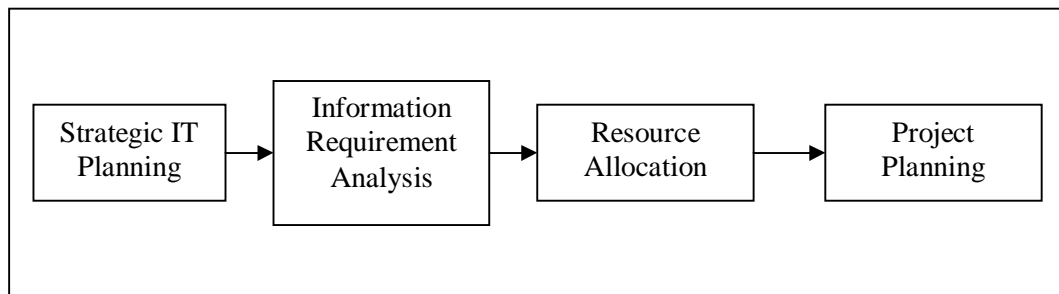 Strategic IT
Planning
Information
Requirement
Analysis
Resource
Allocation
Project
Planning